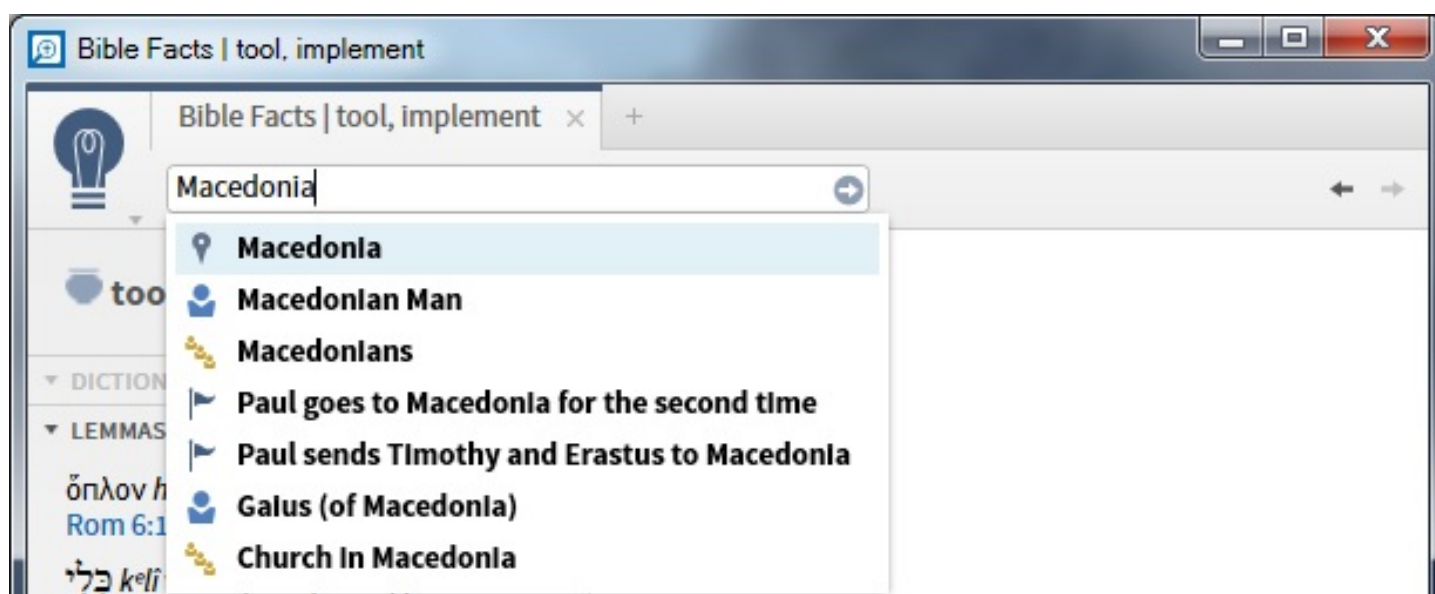 Bible Facts | tool, implement
Bible Facts | tool, implement
Macedonia
Macedonia
Macedonian Man
Macedonians
Paul goes to Macedonia for the second time
Paul sends Timothy and Erastus to Macedonia
Gaius (of Macedonia)
Church in Macedonia
too
DICTION
LEMMAS
ὅπλον h
Rom 6:1
כְּלִי kᵉlî